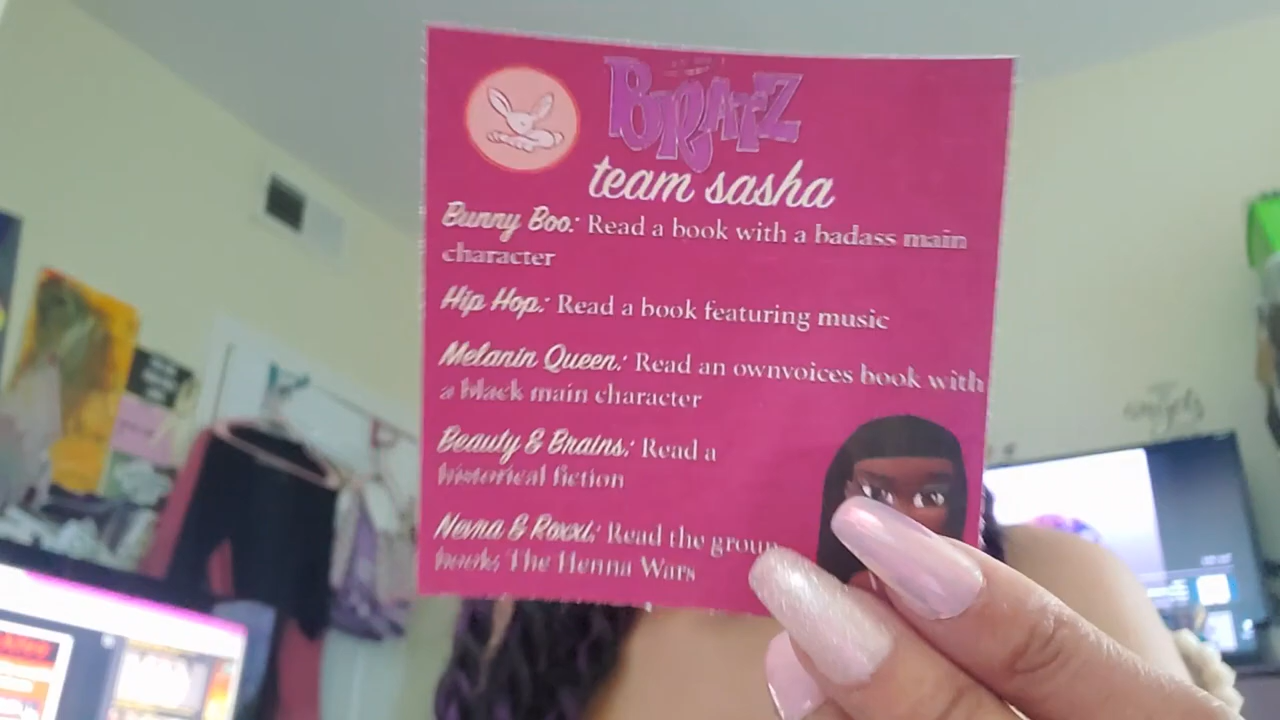 BRATZ
team sasha
Bunny Boo: Read a book with a badass main
character
Hip Hop: Read a book featuring music
Melanin Queen: Read an ownvoices book with
a black main character
Beauty & Brains: Read a
historical fiction
Nevra & Roxxi: Read the group
book: The Henna Wars